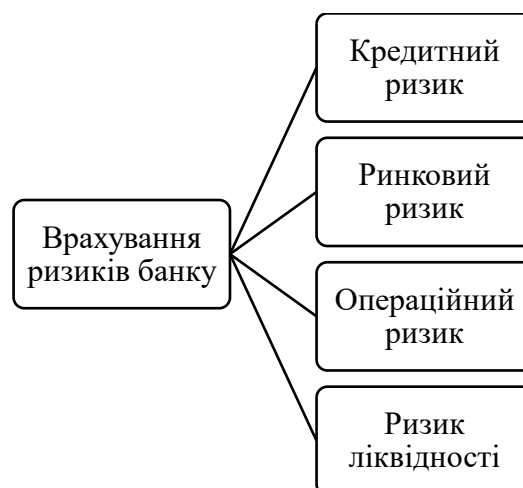 Врахування
ризиків банку
Кредитний
ризик
Ринковий
ризик
Операційний
ризик
Ризик
ліквідності